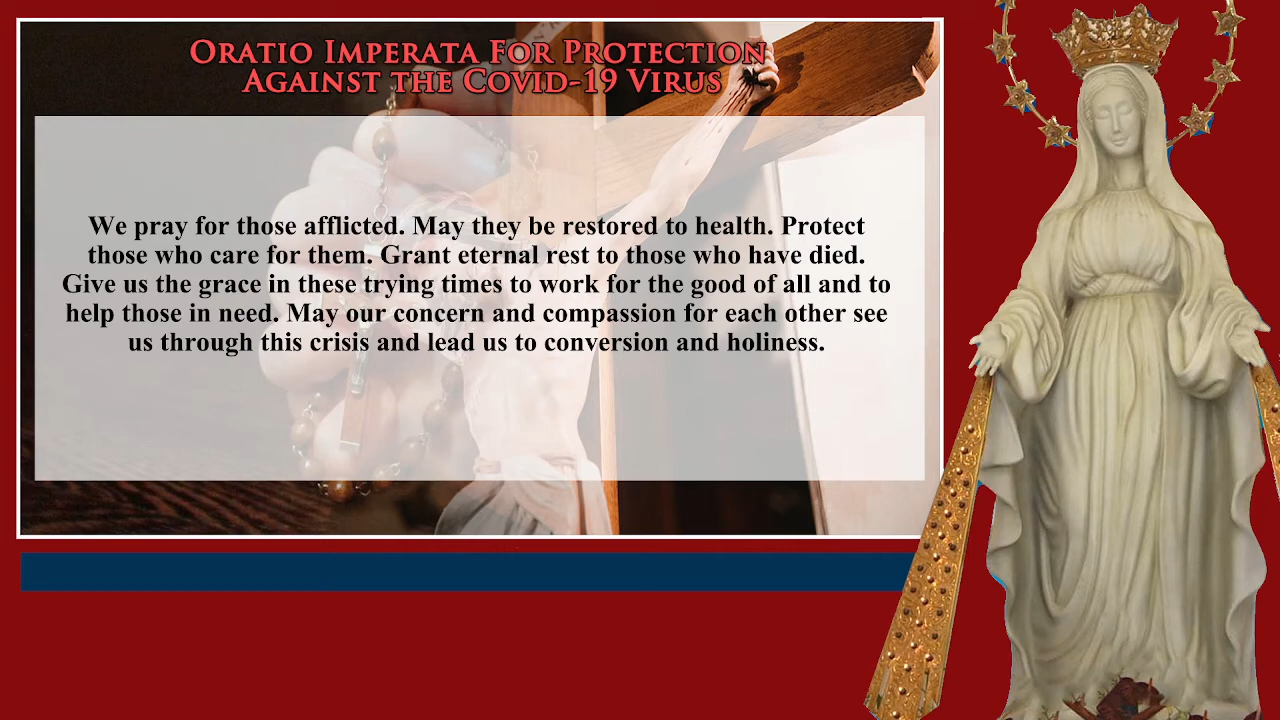 Oratio Imperata For Protection
Against the Covid-19 Virus
We pray for those afflicted. May they be restored to health. Protect
those who care for them. Grant eternal rest to those who have died.
Give us the grace in these trying times to work for the good of all and to
help those in need. May our concern and compassion for each other see
us through this crisis and lead us to conversion and holiness.